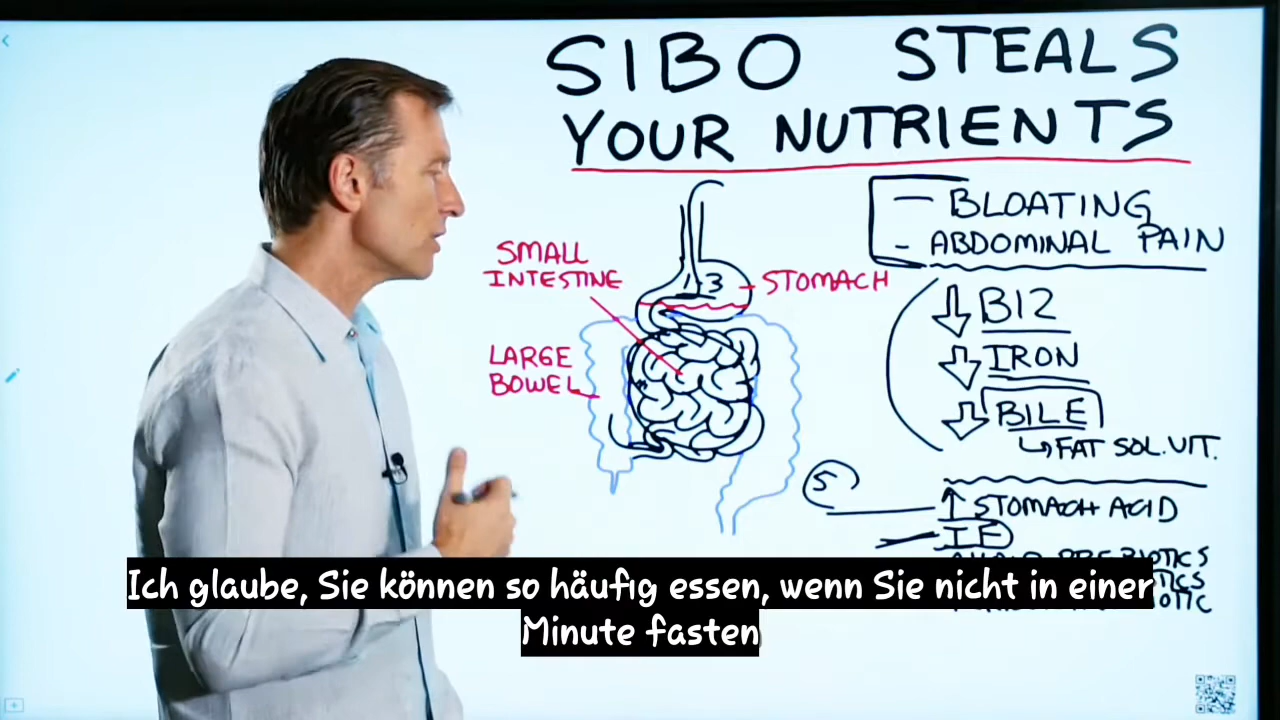 SIBO STEALS
YOUR NUTRIENTS
- BLOATING
- ABDOMINAL PAIN
SMALL
INTESTINE
3
STOMACH
LARGE
BOWEL
B12
IRON
BILE
↳ FAT SOL. VIT.
5
↑ STOMACH ACID
IF
Ich glaube, Sie können so häufig essen, wenn Sie nicht in einer
Minute fasten